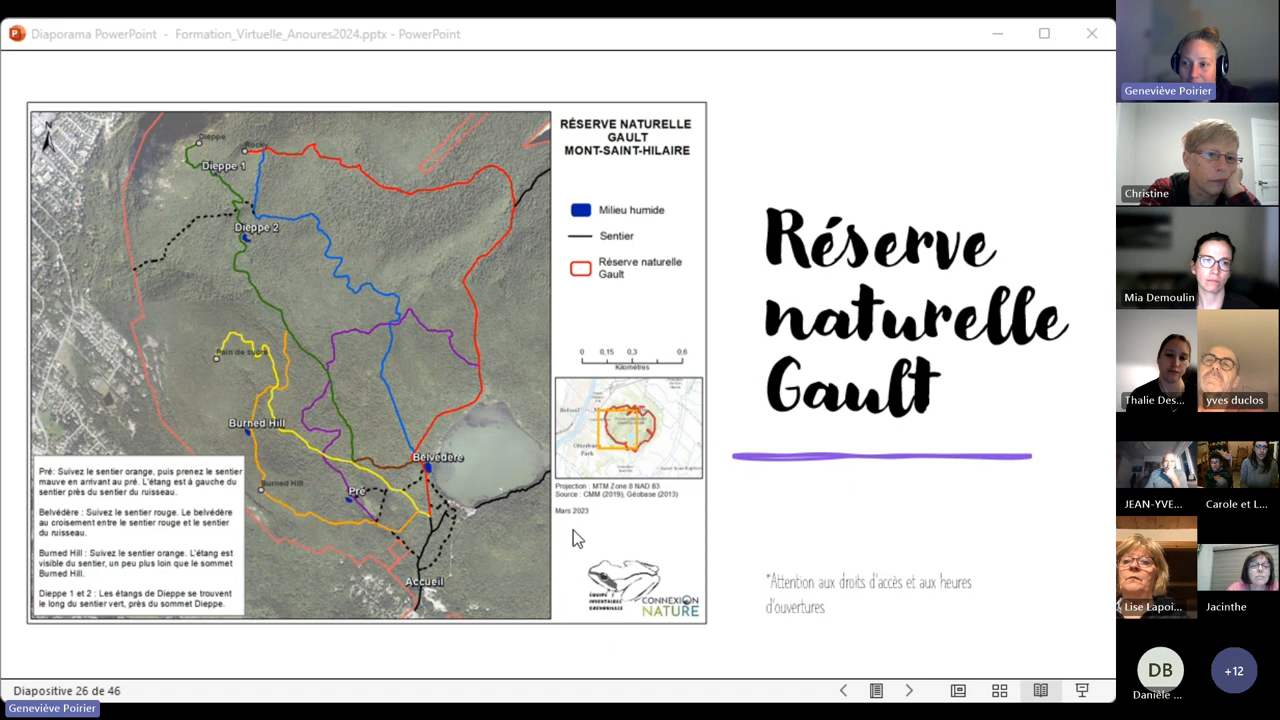 Diaporama PowerPoint - Formation_Virtuelle_Anoures2024.pptx - PowerPoint
RÉSERVE NATURELLE
GAULT
MONT-SAINT-HILAIRE
Milieu humide
Sentier
Réserve naturelle
Gault
0 0,15 0,3 0,6
Kilomètres
N
Dieppe
Rocky
Dieppe 1
Dieppe 2
Pain de sucre
Burned Hill
Burned Hill
Belvédère
Pré
Accueil
Pré: Suivez le sentier orange, puis prenez le sentier
mauve en arrivant au pré. L'étang est à gauche du
sentier près du sentier du ruisseau.
Belvédère : Suivez le sentier rouge. Le belvédère
au croisement entre le sentier rouge et le sentier
du ruisseau.
Burned Hill : Suivez le sentier orange. L'étang est
visible du sentier, un peu plus loin que le sommet
Burned Hill.
Dieppe 1 et 2 : Les étangs de Dieppe se trouvent
le long du sentier vert, près du sommet Dieppe.
Projection : MTM Zone 8 NAD 83.
Source : CMM (2019), Géobase (2013)
Mars 2023
CONNEXION
NATURE
Réserve
naturelle
Gault
*Attention aux droits d'accès et aux heures
d'ouvertures
Diapositive 26 de 46
Geneviève Poirier
Geneviève Poirier
Christine
Mia Demoulin
Thalie Des...
yves duclos
JEAN-YVE...
Carole et L...
Lise Lapoi...
Jacinthe
DB
Danièle ...
+12